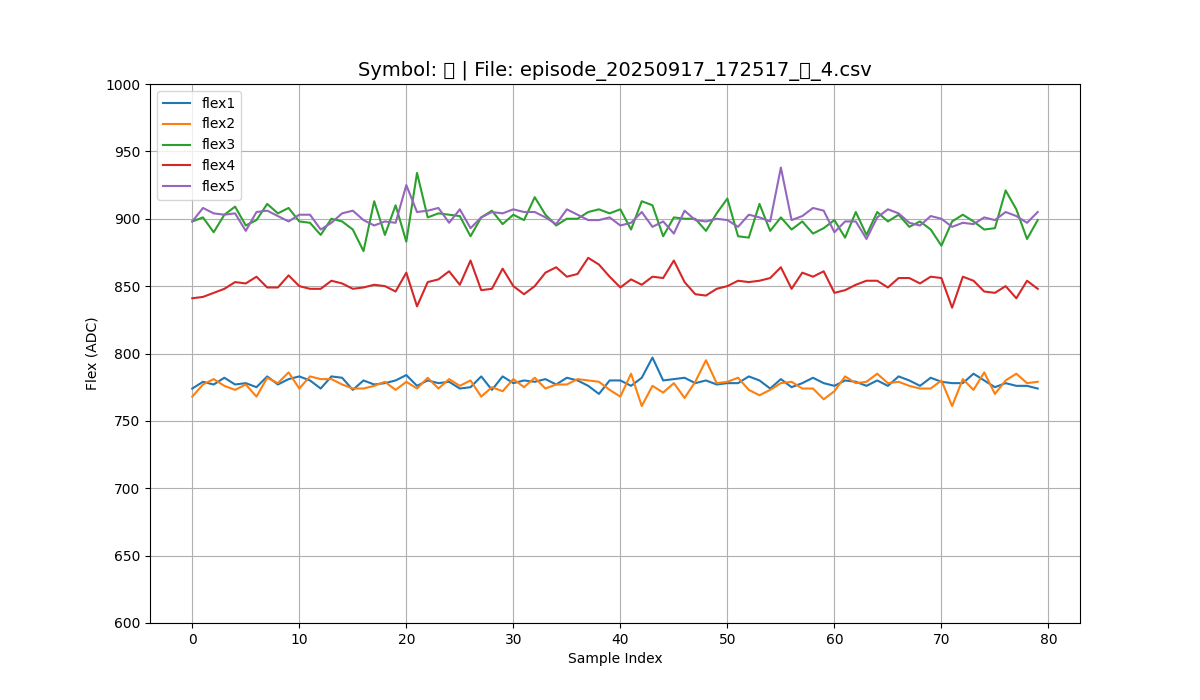 Symbol: | File: episode_20250917_172517_ _4.csv
flex1
flex2
flex3
flex4
flex5
1000
950
900
850
800
750
700
650
600
Flex (ADC)
0 10 20 30 40 50 60 70 80
Sample Index